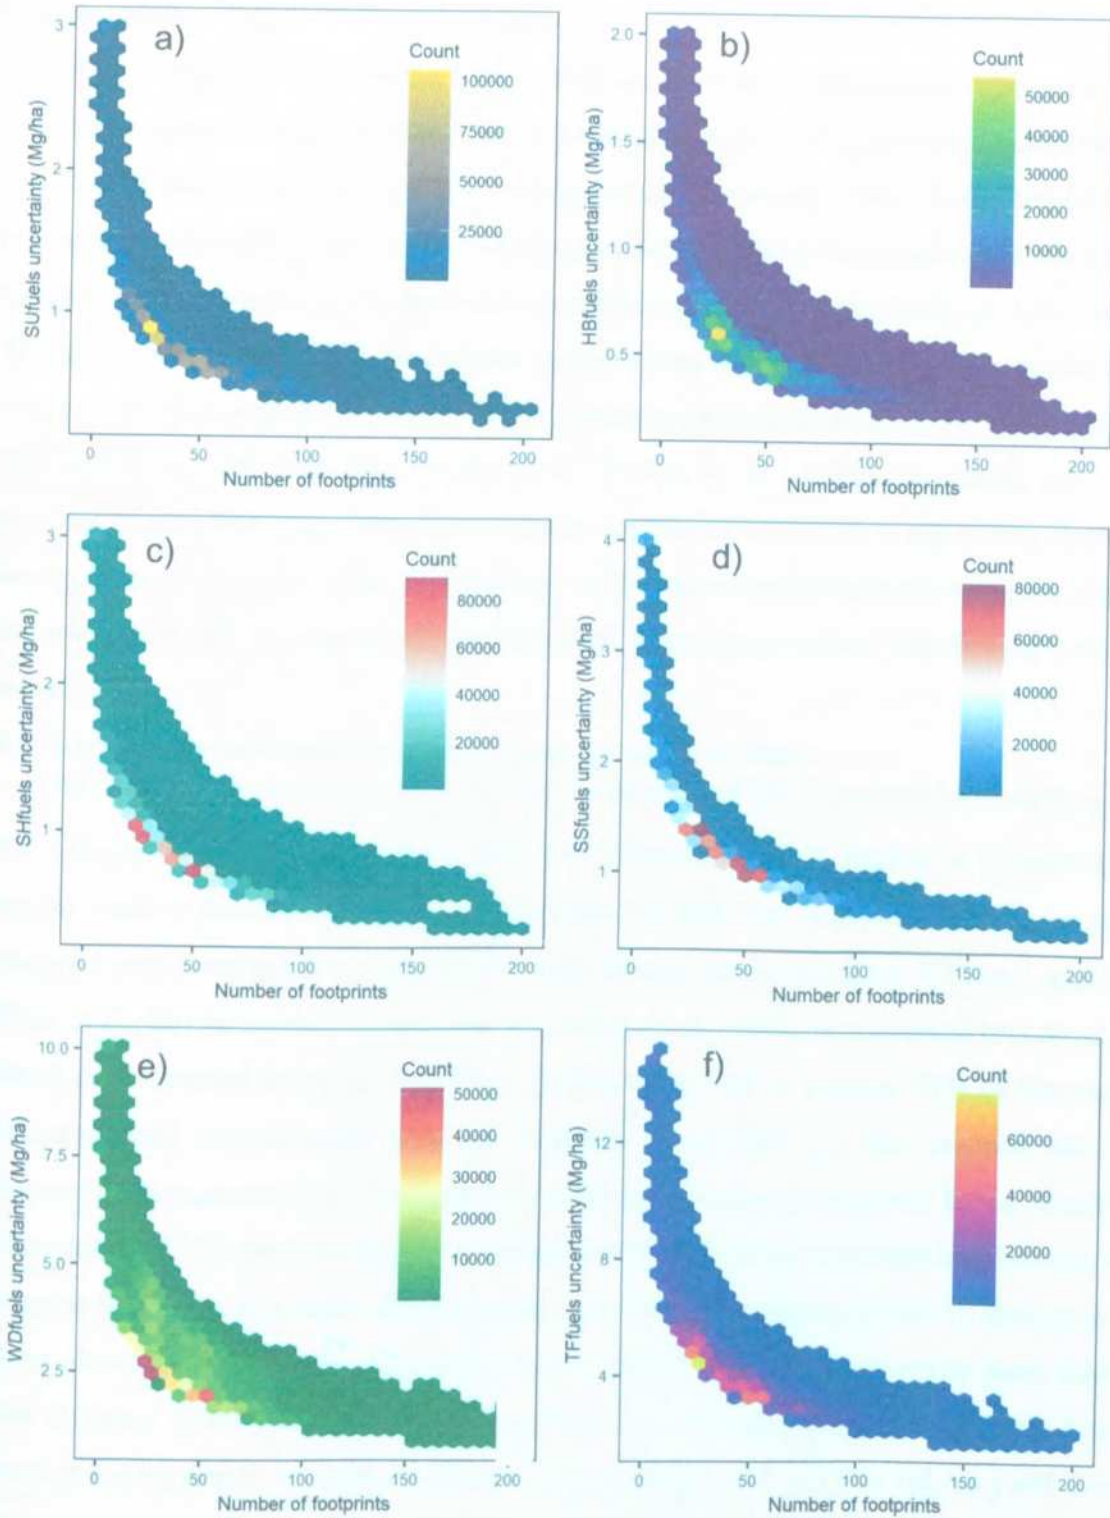 a)
Count
100000
75000
50000
25000
3
2
1
SUfuels uncertainty (Mg/ha)
0 50 100 150 200
Number of footprints
b)
Count
50000
40000
30000
20000
10000
2.0
1.5
1.0
0.5
HBfuels uncertainty (Mg/ha)
0 50 100 150 200
Number of footprints
c)
Count
80000
60000
40000
20000
3
2
1
SHfuels uncertainty (Mg/ha)
0 50 100 150 200
Number of footprints
d)
Count
80000
60000
40000
20000
4
3
2
1
SSfuels uncertainty (Mg/ha)
0 50 100 150 200
Number of footprints
e)
Count
50000
40000
30000
20000
10000
10.0
7.5
5.0
2.5
WDfuels uncertainty (Mg/ha)
0 50 100 150 200
Number of footprints
f)
Count
60000
40000
20000
12
8
4
TFfuels uncertainty (Mg/ha)
0 50 100 150 200
Number of footprints